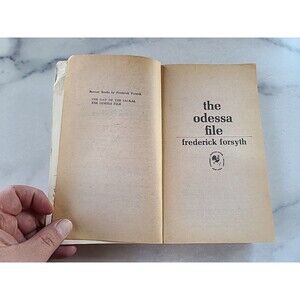 Bantam Books by Frederick Forsyth
THE DAY OF THE JACKAL
THE ODESSA FILE
the
odessa
file
frederick forsyth